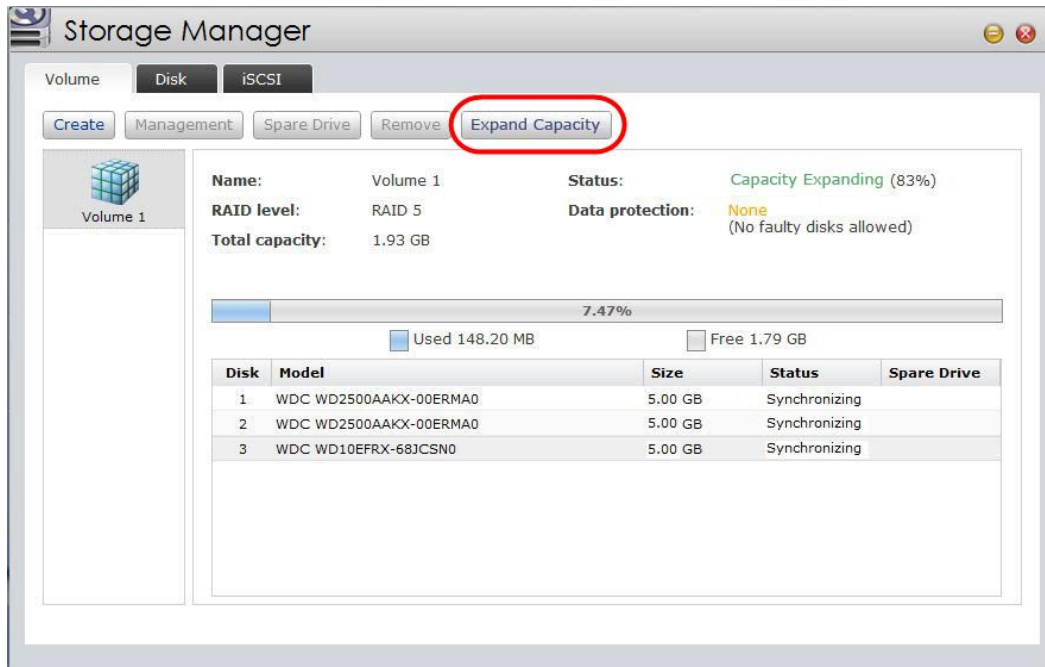 Storage Manager
Volume Disk iSCSI
Create Management Spare Drive Remove Expand Capacity
Volume 1
Name: Volume 1 Status: Capacity Expanding (83%)
RAID level: RAID 5 Data protection: None
(No faulty disks allowed)
Total capacity: 1.93 GB
7.47%
Used 148.20 MB Free 1.79 GB
Disk Model Size Status Spare Drive
1 WDC WD2500AAKX-00ERMA0 5.00 GB Synchronizing
2 WDC WD2500AAKX-00ERMA0 5.00 GB Synchronizing
3 WDC WD10EFRX-68JCSN0 5.00 GB Synchronizing